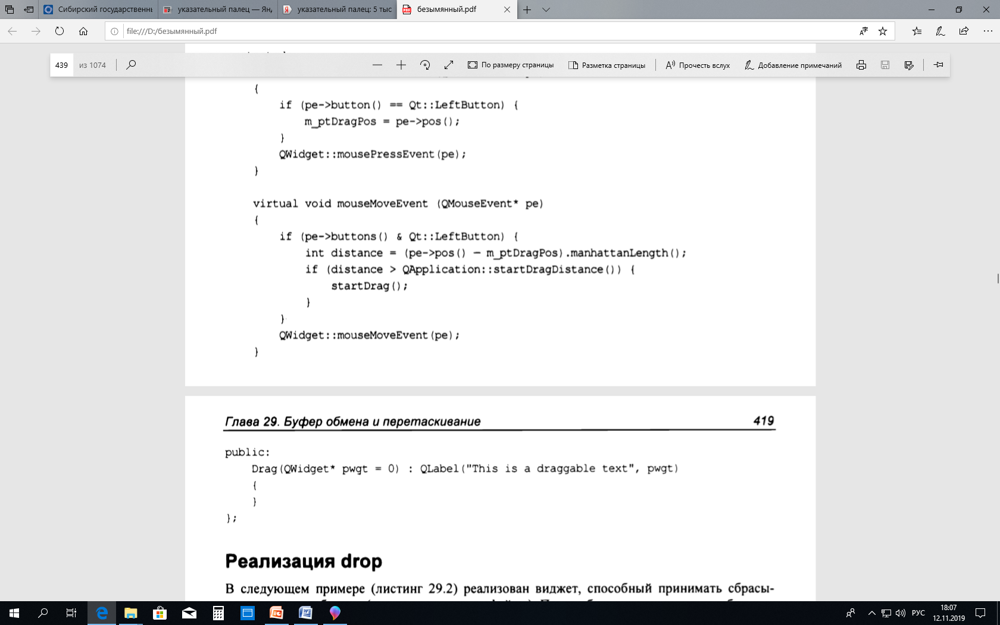 Сибирский государственн
указательный палец — Ян
указательный палец: 5 тыс
безымянный.pdf
file:///D:/безымянный.pdf
439 из 1074
По размеру страницы
Разметка страницы
Прочесть вслух
Добавление примечаний
{
if (pe->button() == Qt::LeftButton) {
m_ptDragPos = pe->pos();
}
QWidget::mousePressEvent(pe);
}
virtual void mouseMoveEvent (QMouseEvent* pe)
{
if (pe->buttons() & Qt::LeftButton) {
int distance = (pe->pos() — m_ptDragPos).manhattanLength();
if (distance > QApplication::startDragDistance()) {
startDrag();
}
}
QWidget::mouseMoveEvent(pe);
}
Глава 29. Буфер обмена и перетаскивание 419
public:
Drag(QWidget* pwgt = 0) : QLabel("This is a draggable text", pwgt)
{
}
};
Реализация drop
В следующем примере (листинг 29.2) реализован виджет, способный принимать сбрасы-
РУС
18:07
12.11.2019